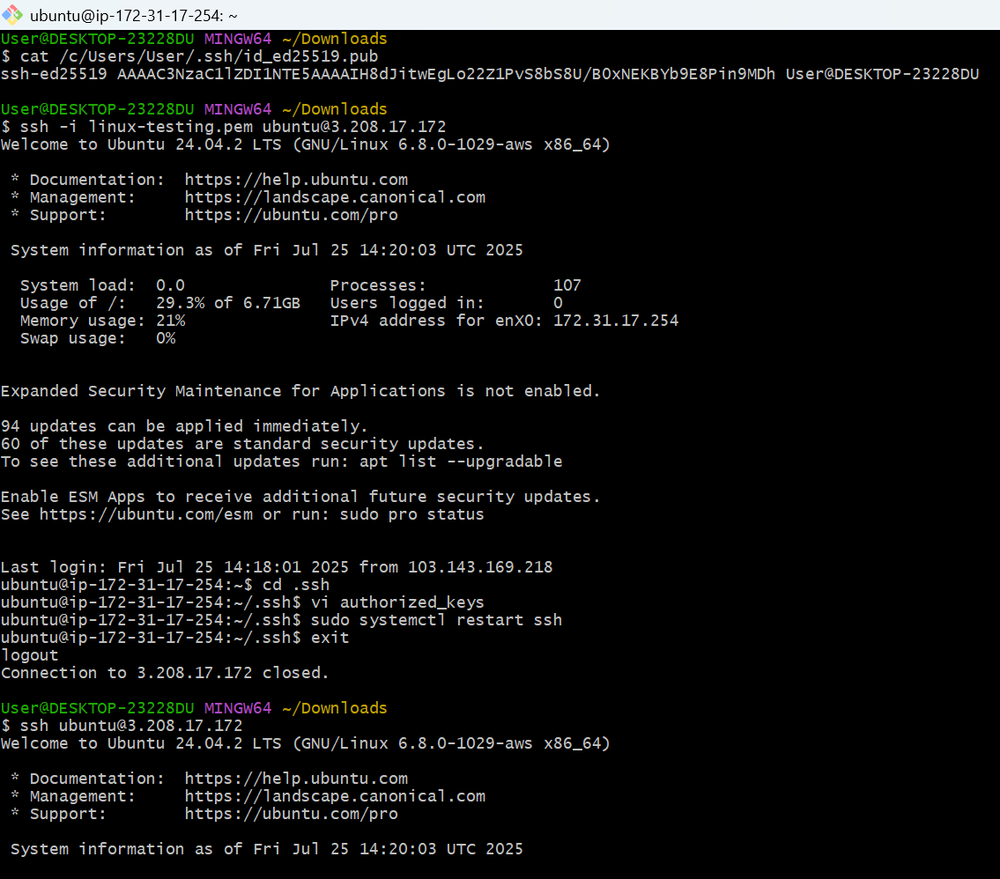 ubuntu@ip-172-31-17-254: ~
User@DESKTOP-23228DU MINGW64 ~/Downloads
$ cat /c/Users/User/.ssh/id_ed25519.pub
ssh-ed25519 AAAAC3NzaC1lZDI1NTE5AAAAIH8dJitwEgLo22Z1PvS8bS8U/B0xNEKBYb9E8Pin9MDh User@DESKTOP-23228DU
User@DESKTOP-23228DU MINGW64 ~/Downloads
$ ssh -i linux-testing.pem ubuntu@3.208.17.172
Welcome to Ubuntu 24.04.2 LTS (GNU/Linux 6.8.0-1029-aws x86_64)
* Documentation:  https://help.ubuntu.com
* Management:     https://landscape.canonical.com
* Support:        https://ubuntu.com/pro
System information as of Fri Jul 25 14:20:03 UTC 2025
System load:  0.0               Processes:             107
Usage of /:   29.3% of 6.71GB   Users logged in:       0
Memory usage: 21%               IPv4 address for enX0: 172.31.17.254
Swap usage:   0%
Expanded Security Maintenance for Applications is not enabled.
94 updates can be applied immediately.
60 of these updates are standard security updates.
To see these additional updates run: apt list --upgradable
Enable ESM Apps to receive additional future security updates.
See https://ubuntu.com/esm or run: sudo pro status
Last login: Fri Jul 25 14:18:01 2025 from 103.143.169.218
ubuntu@ip-172-31-17-254:~$ cd .ssh
ubuntu@ip-172-31-17-254:~/.ssh$ vi authorized_keys
ubuntu@ip-172-31-17-254:~/.ssh$ sudo systemctl restart ssh
ubuntu@ip-172-31-17-254:~/.ssh$ exit
logout
Connection to 3.208.17.172 closed.
User@DESKTOP-23228DU MINGW64 ~/Downloads
$ ssh ubuntu@3.208.17.172
Welcome to Ubuntu 24.04.2 LTS (GNU/Linux 6.8.0-1029-aws x86_64)
* Documentation:  https://help.ubuntu.com
* Management:     https://landscape.canonical.com
* Support:        https://ubuntu.com/pro
System information as of Fri Jul 25 14:20:03 UTC 2025